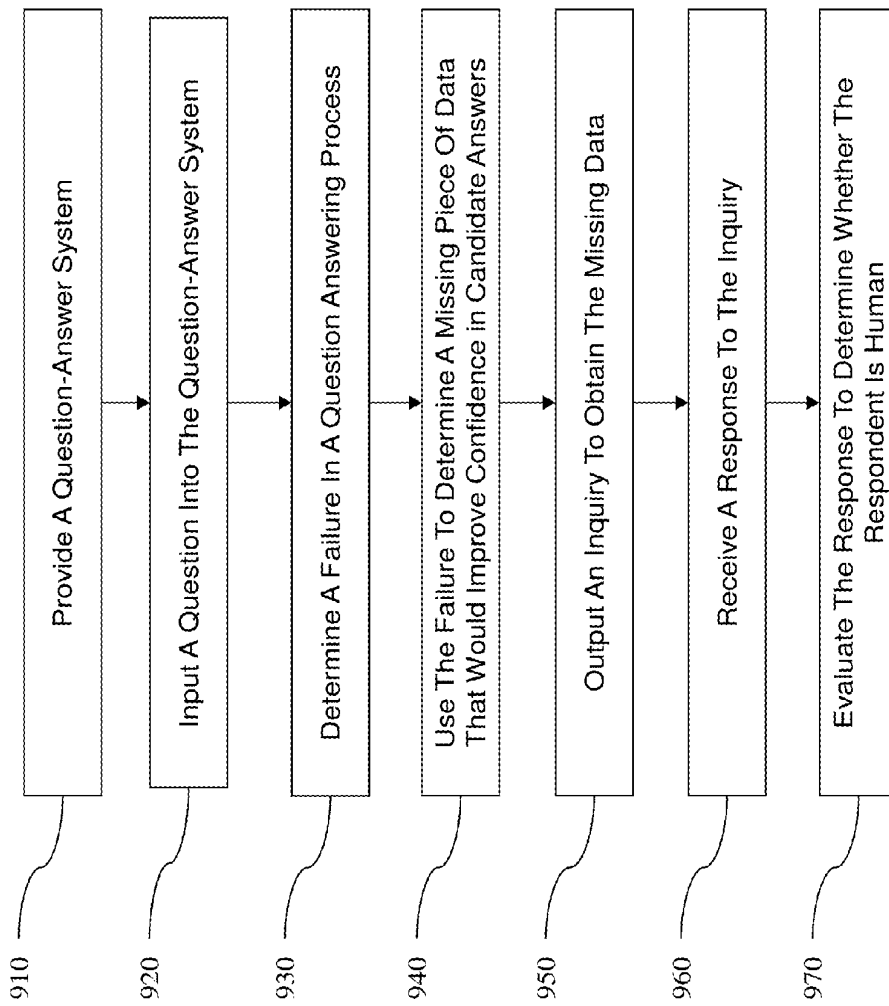 910
Provide A Question-Answer System
920
Input A Question Into The Question-Answer System
930
Determine A Failure In A Question Answering Process
940
Use The Failure To Determine A Missing Piece Of Data
That Would Improve Confidence in Candidate Answers
950
Output An Inquiry To Obtain The Missing Data
960
Receive A Response To The Inquiry
970
Evaluate The Response To Determine Whether The
Respondent Is Human